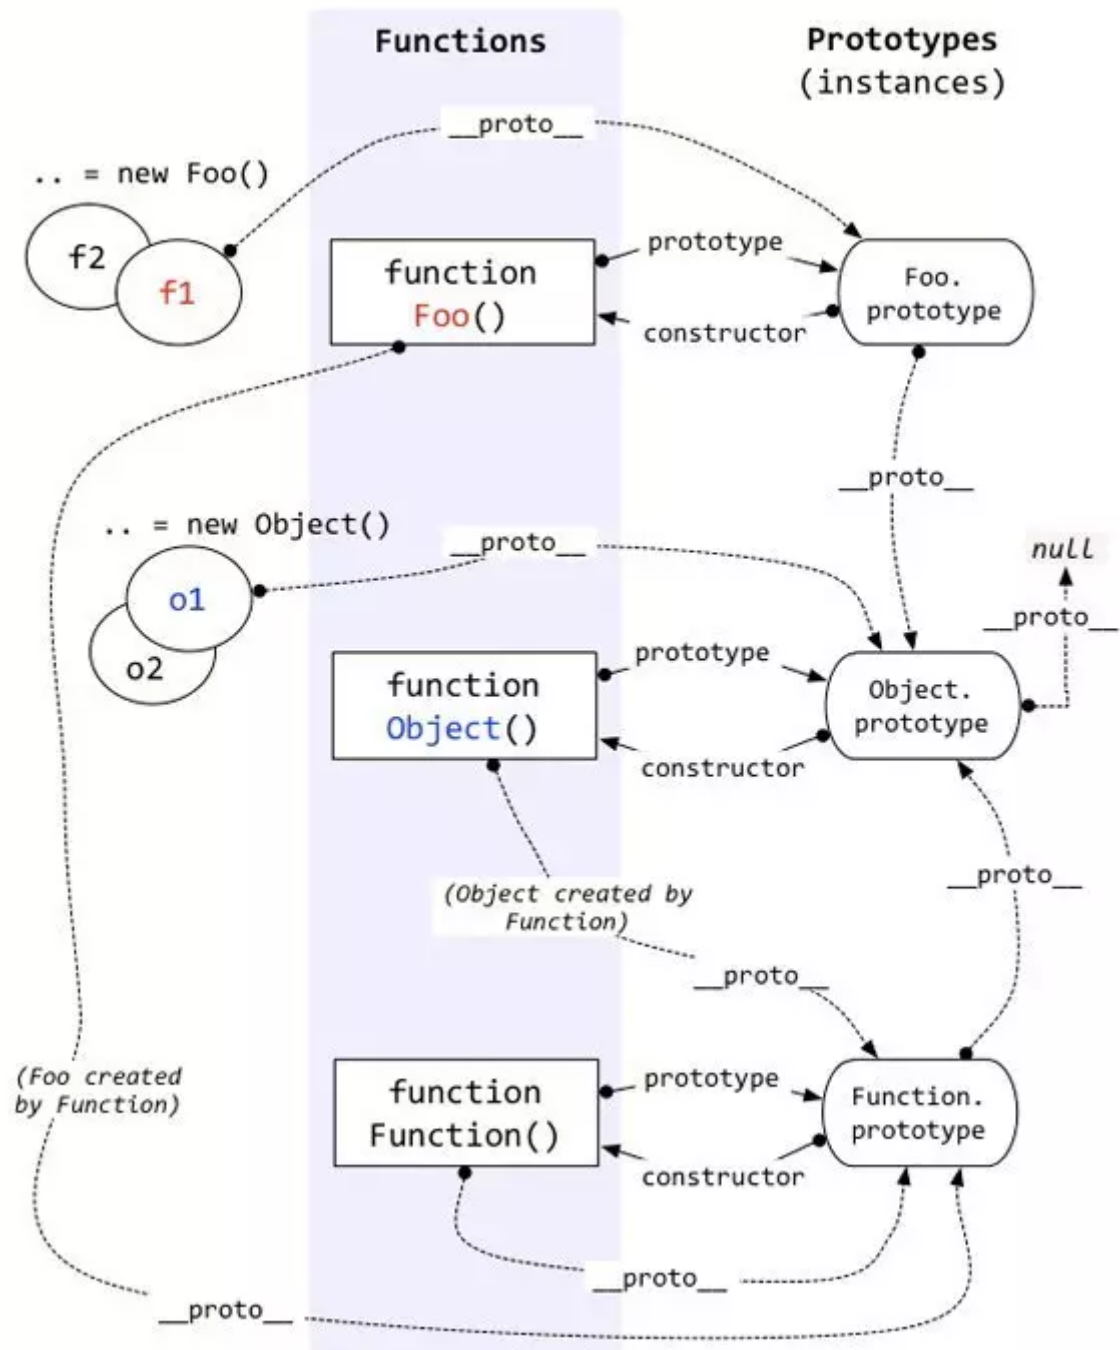 Functions
Prototypes
(instances)
__proto__
.. = new Foo()
f2
f1
function
Foo()
prototype
constructor
Foo.
prototype
__proto__
.. = new Object()
__proto__
null
__proto__
o1
o2
function
Object()
prototype
constructor
Object.
prototype
__proto__
(Object created by
Function)
__proto__
(Foo created
by Function)
function
Function()
prototype
constructor
Function.
prototype
__proto__
__proto__